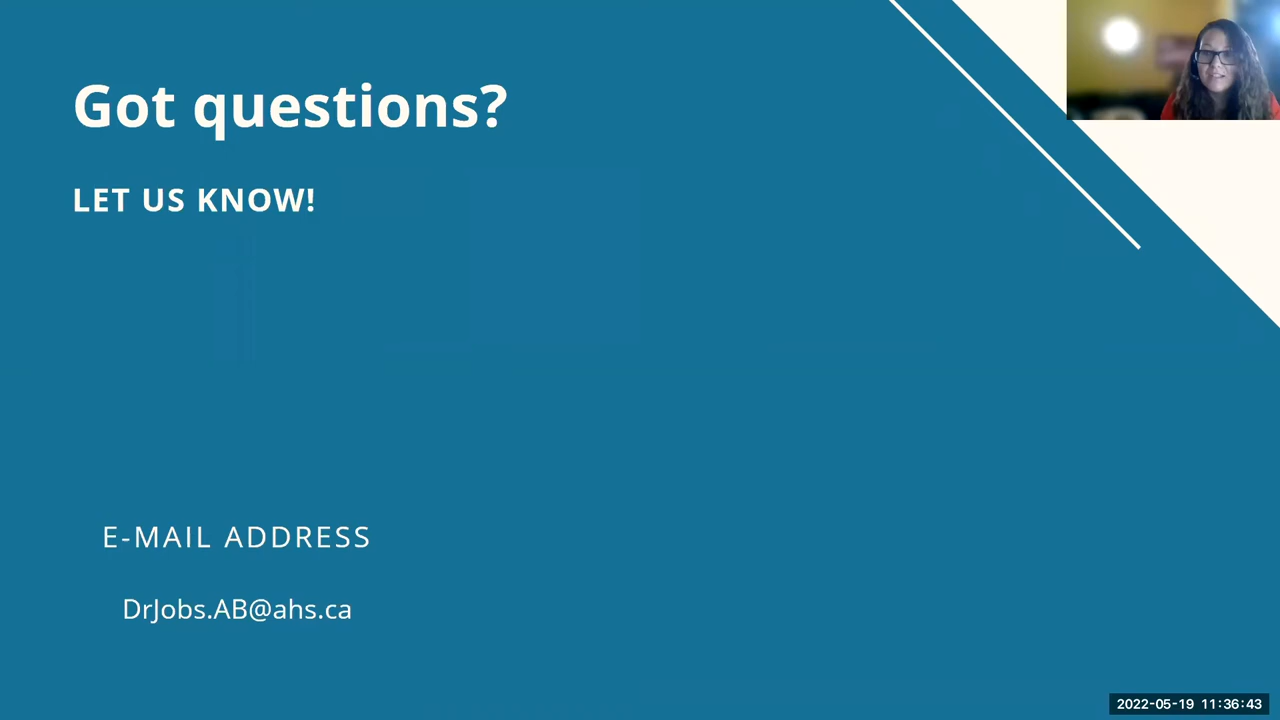 Got questions?
LET US KNOW!
E-MAIL ADDRESS
DrJobs.AB@ahs.ca
2022-05-19 11:36:43